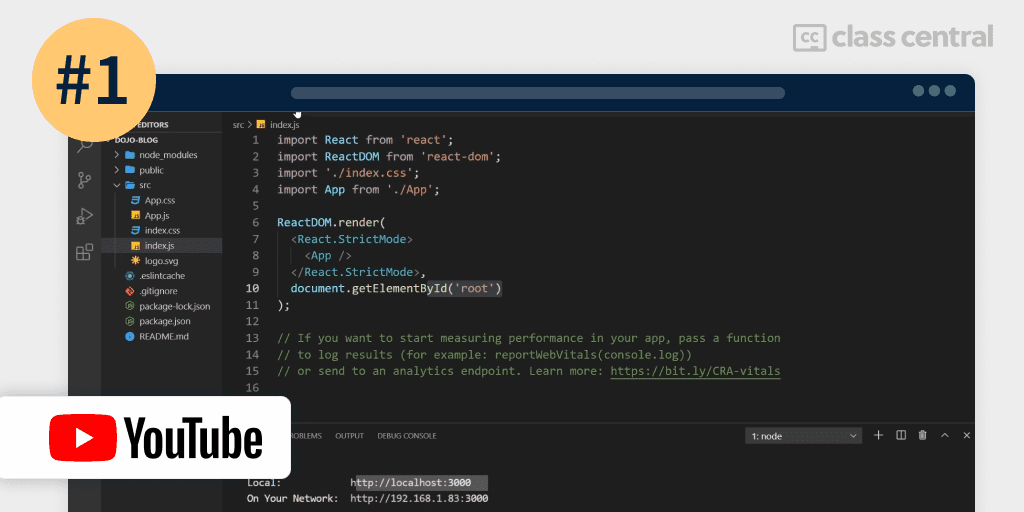 #1
class central
EDITORS
DOJO-BLOG
node_modules
public
src
App.css
App.js
index.css
index.js
logo.svg
.eslintcache
.gitignore
package-lock.json
package.json
README.md
src > index.js
1 import React from 'react';
2 import ReactDOM from 'react-dom';
3 import './index.css';
4 import App from './App';
5
6 ReactDOM.render(
7 <React.StrictMode>
8 <App />
9 </React.StrictMode>,
10 document.getElementById('root')
11 );
12
13 // If you want to start measuring performance in your app, pass a function
14 // to log results (for example: reportWebVitals(console.log))
15 // or send to an analytics endpoint. Learn more: https://bit.ly/CRA-vitals
16
YouTube
ROBLEMS OUTPUT DEBUG CONSOLE 1: node
Local: http://localhost:3000
On Your Network: http://192.168.1.83:3000